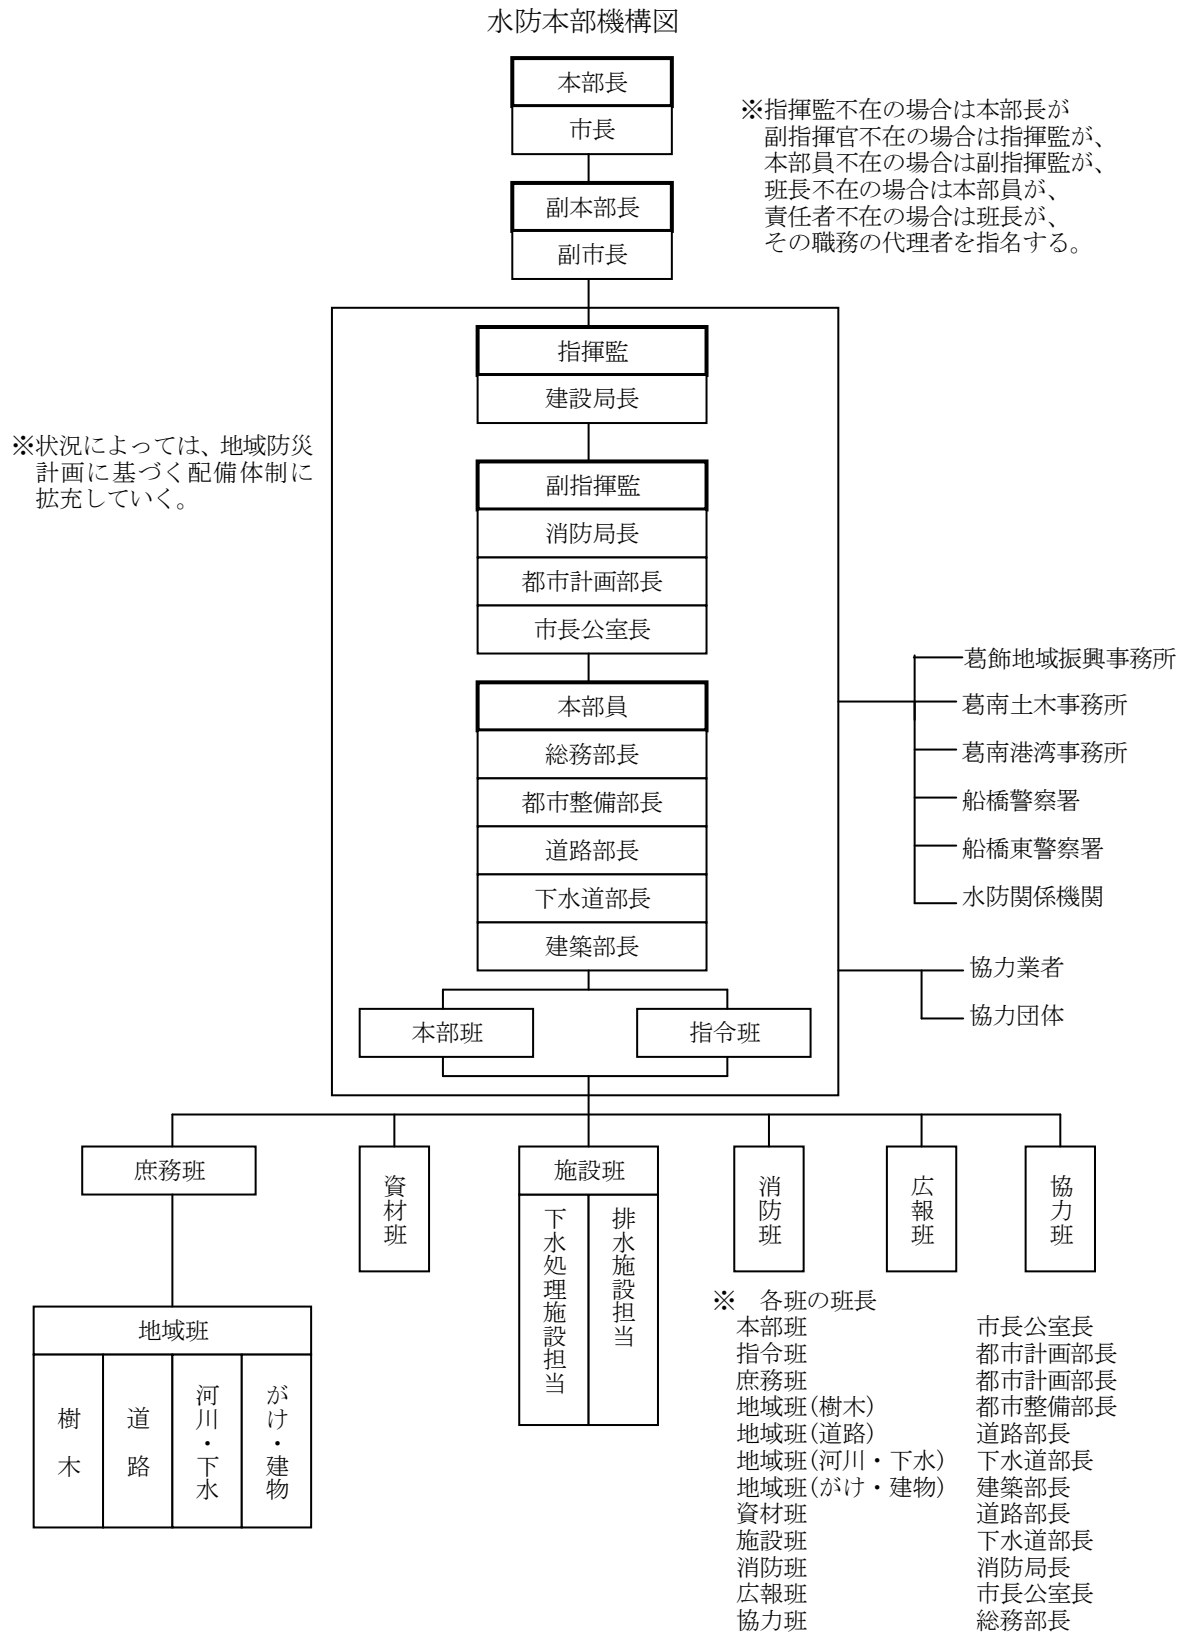 水防本部機構図
本部長
市長
※指揮監不在の場合は本部長が
副指揮官不在の場合は指揮監が、
本部員不在の場合は副指揮監が、
班長不在の場合は本部員が、
責任者不在の場合は班長が、
その職務の代理者を指名する。
副本部長
副市長
指揮監
建設局長
※状況によっては、地域防災
計画に基づく配備体制に
拡充していく。
副指揮監
消防局長
都市計画部長
市長公室長
本部員
総務部長
都市整備部長
道路部長
下水道部長
建築部長
葛飾地域振興事務所
葛南土木事務所
葛南港湾事務所
船橋警察署
船橋東警察署
水防関係機関
協力業者
協力団体
本部班
指令班
庶務班
資材班
施設班
下水処理施設担当
排水施設担当
消防班
広報班
協力班
地域班
樹木
道路
河川・下水
がけ・建物
※ 各班の班長
本部班 市長公室長
指令班 都市計画部長
庶務班 都市計画部長
地域班(樹木) 都市整備部長
地域班(道路) 道路部長
地域班(河川・下水) 下水道部長
地域班(がけ・建物) 建築部長
資材班 道路部長
施設班 下水道部長
消防班 消防局長
広報班 市長公室長
協力班 総務部長